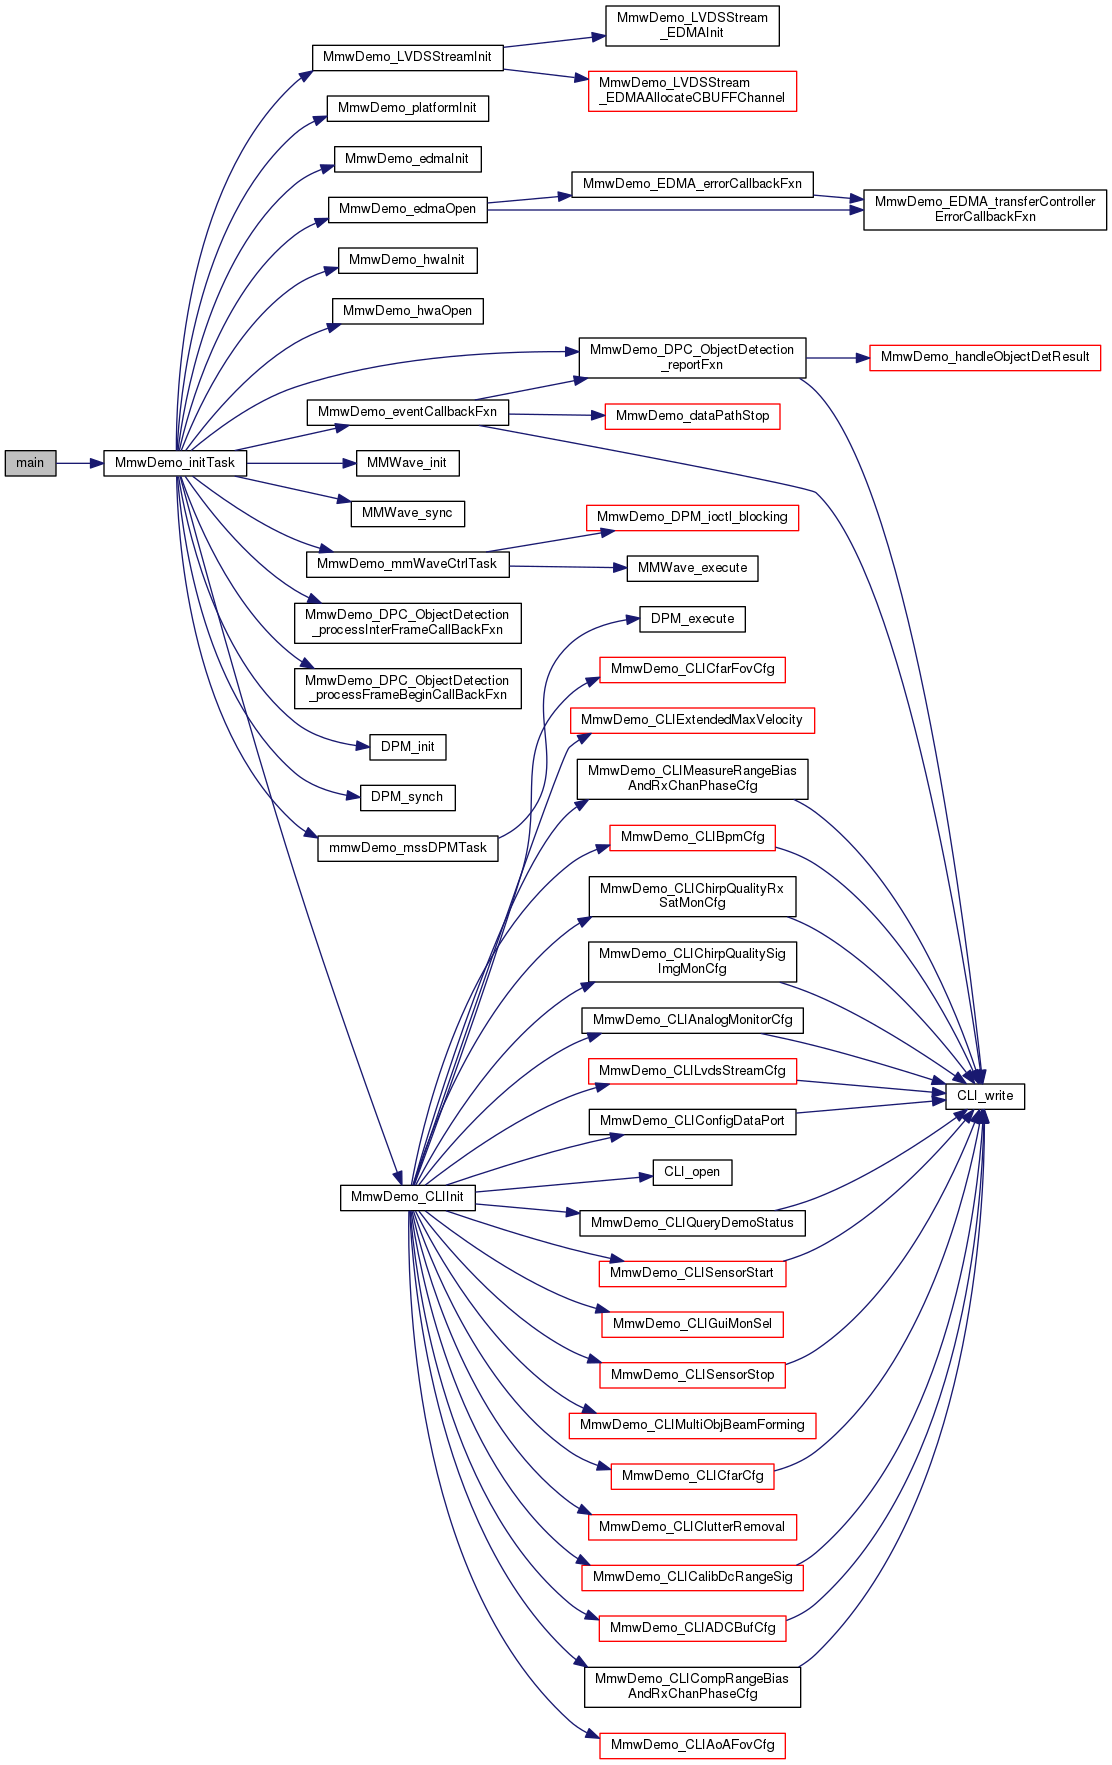 main
MmwDemo_initTask
MmwDemo_LVDSStreamInit
MmwDemo_platformInit
MmwDemo_edmaInit
MmwDemo_edmaOpen
MmwDemo_hwaInit
MmwDemo_hwaOpen
MmwDemo_eventCallbackFxn
MMWave_init
MMWave_sync
MmwDemo_mmWaveCtrlTask
MmwDemo_DPC_ObjectDetection
_processInterFrameCallBackFxn
MmwDemo_DPC_ObjectDetection
_processFrameBeginCallBackFxn
DPM_init
DPM_synch
mmwDemo_mssDPMTask
MmwDemo_CLIInit
MmwDemo_LVDSStream
_EDMAInit
MmwDemo_LVDSStream
_EDMAAllocateCBUFFChannel
MmwDemo_EDMA_errorCallbackFxn
MmwDemo_EDMA_transferController
ErrorCallbackFxn
MmwDemo_DPC_ObjectDetection
_reportFxn
MmwDemo_handleObjectDetResult
MmwDemo_dataPathStop
MmwDemo_DPM_ioctl_blocking
MMWave_execute
DPM_execute
MmwDemo_CLICfarFovCfg
MmwDemo_CLIExtendedMaxVelocity
MmwDemo_CLIMeasureRangeBias
AndRxChanPhaseCfg
MmwDemo_CLIBpmCfg
MmwDemo_CLIChirpQualityRx
SatMonCfg
MmwDemo_CLIChirpQualitySig
ImgMonCfg
MmwDemo_CLIAnalogMonitorCfg
MmwDemo_CLILvdsStreamCfg
CLI_write
MmwDemo_CLIConfigDataPort
CLI_open
MmwDemo_CLIQueryDemoStatus
MmwDemo_CLISensorStart
MmwDemo_CLIGuiMonSel
MmwDemo_CLISensorStop
MmwDemo_CLIMultiObjBeamForming
MmwDemo_CLICfarCfg
MmwDemo_CLIClutterRemoval
MmwDemo_CLICalibDcRangeSig
MmwDemo_CLIADCBufCfg
MmwDemo_CLICompRangeBias
AndRxChanPhaseCfg
MmwDemo_CLIAoAFovCfg